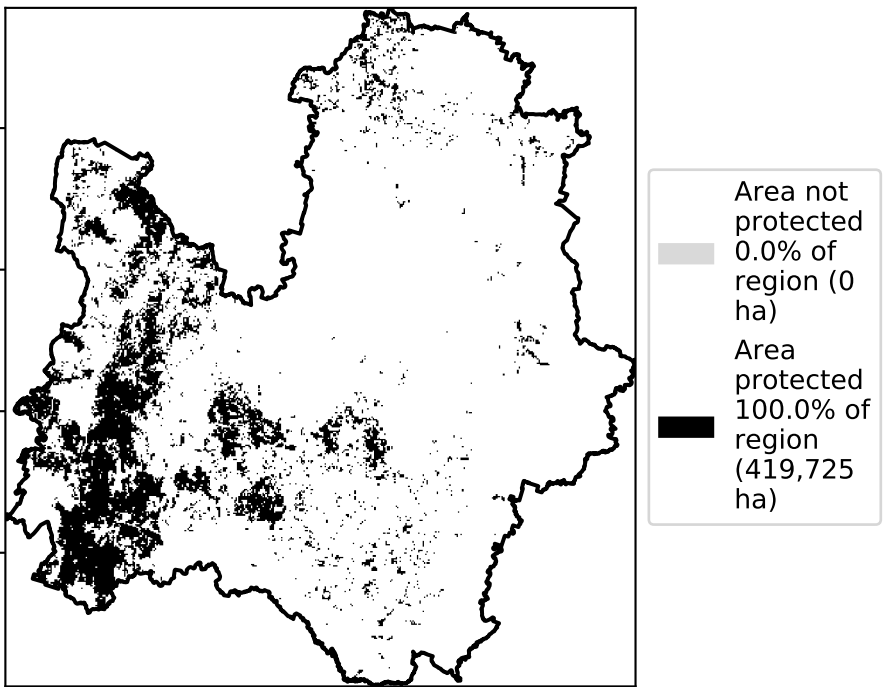 Area not
protected
0.0% of
region (0
ha)
Area
protected
100.0% of
region
(419,725
ha)